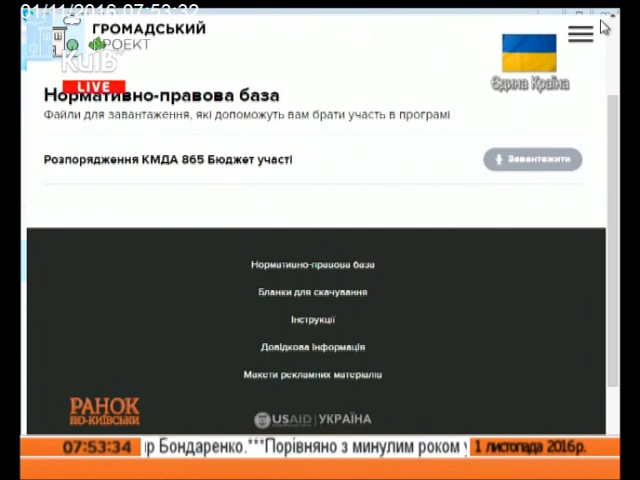 01/11/2016 07:53:32
ГРОМАДСЬКИЙ
ПРОЕКТ
Київ
LIVE
Єдина Країна
Нормативно-правова база
Файли для завантаження, які допоможуть вам брати участь в програмі
Розпорядження КМДА 865 Бюджет участі
Завантажити
Нормативно-правова база
Бланки для скачування
Інструкції
Довідкова інформація
Макети рекламних матеріалів
РАНОК
ПО-КИЇВСЬКИ
USAID | УКРАЇНА
07:53:34 ир Бондаренко.***Порівняно з минулим роком у 1 листопада 2016р.